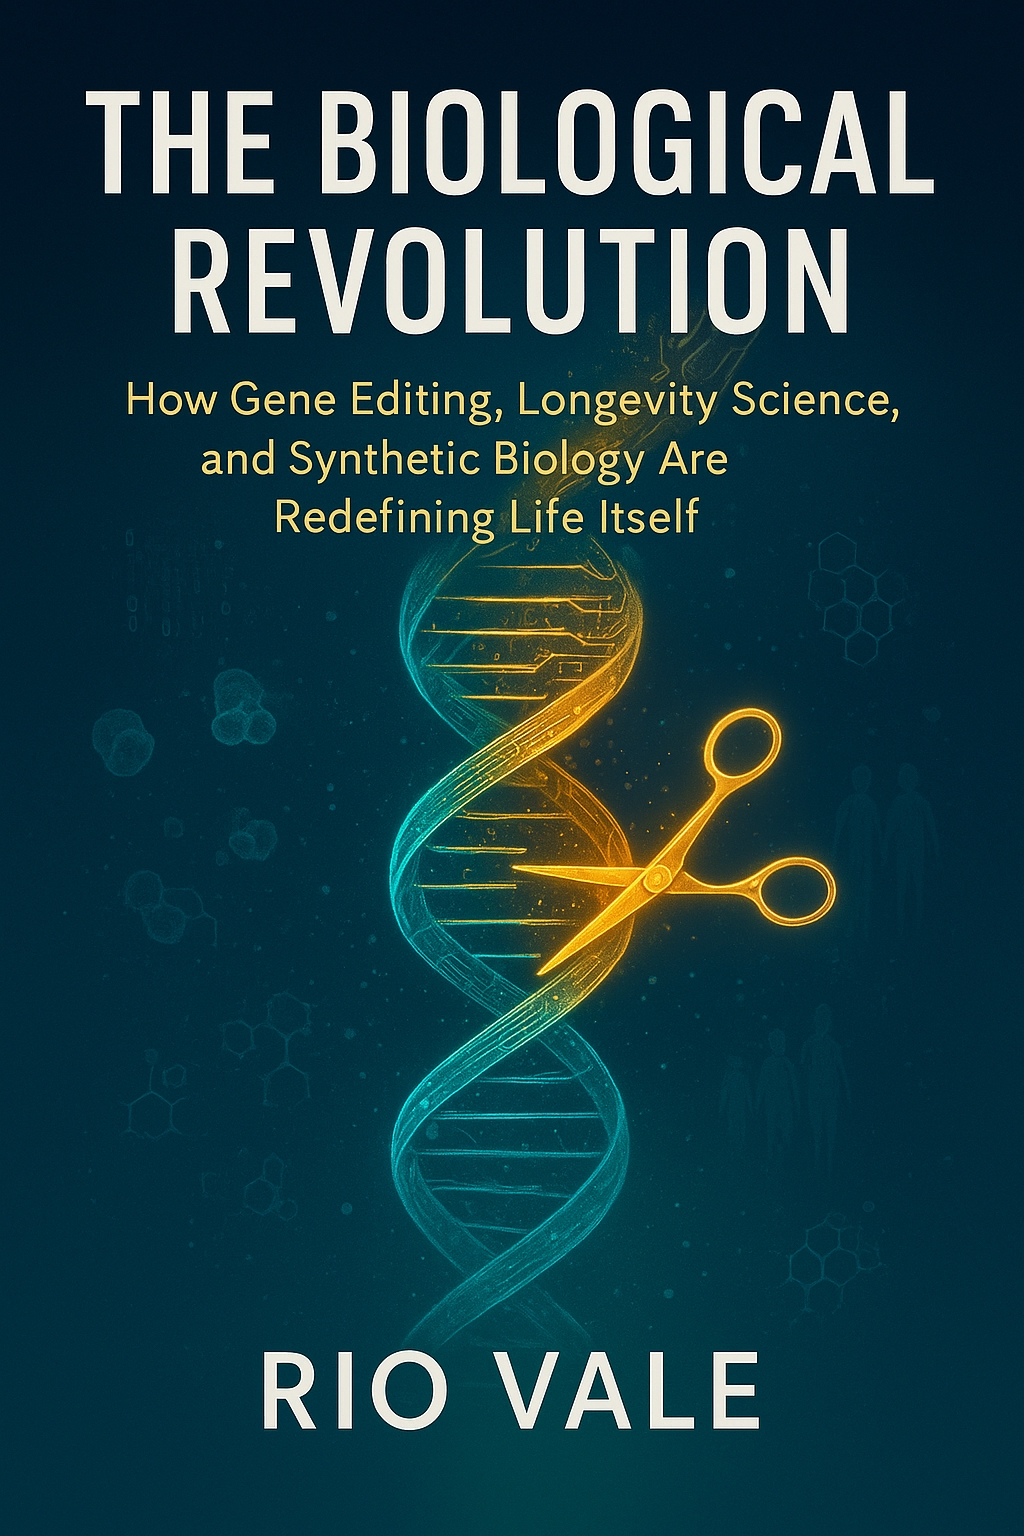 THE BIOLOGICAL
REVOLUTION
How Gene Editing, Longevity Science,
and Synthetic Biology Are
Redefining Life Itself
RIO VALE